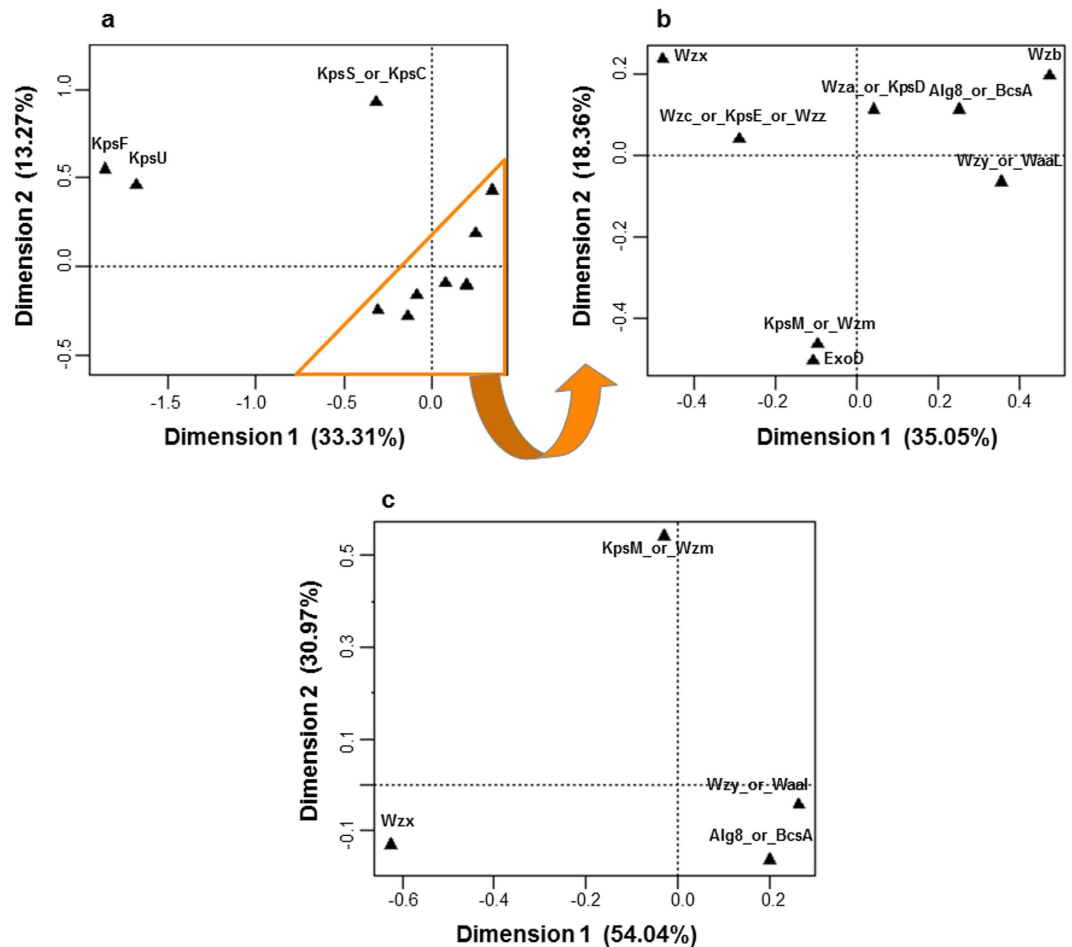 a
KpsS_or_KpsC
KpsF
KpsU
1.0
0.5
0.0
-0.5
Dimension 2 (13.27%)
-1.5
-1.0
-0.5
0.0
Dimension 1 (33.31%)
b
Wzx
Wzb
Wza_or_KpsD
Alg8_or_BcsA
Wzc_or_KpsE_or_Wzz
Wzy_or_WaaL
KpsM_or_Wzm
ExoD
0.2
0.0
-0.2
-0.4
Dimension 2 (18.36%)
-0.4
-0.2
0.0
0.2
0.4
Dimension 1 (35.05%)
c
KpsM_or_Wzm
Wzy_or_Waal
Wzx
Alg8_or_BcsA
0.5
0.3
0.1
-0.1
Dimension 2 (30.97%)
-0.6
-0.4
-0.2
0.0
0.2
Dimension 1 (54.04%)